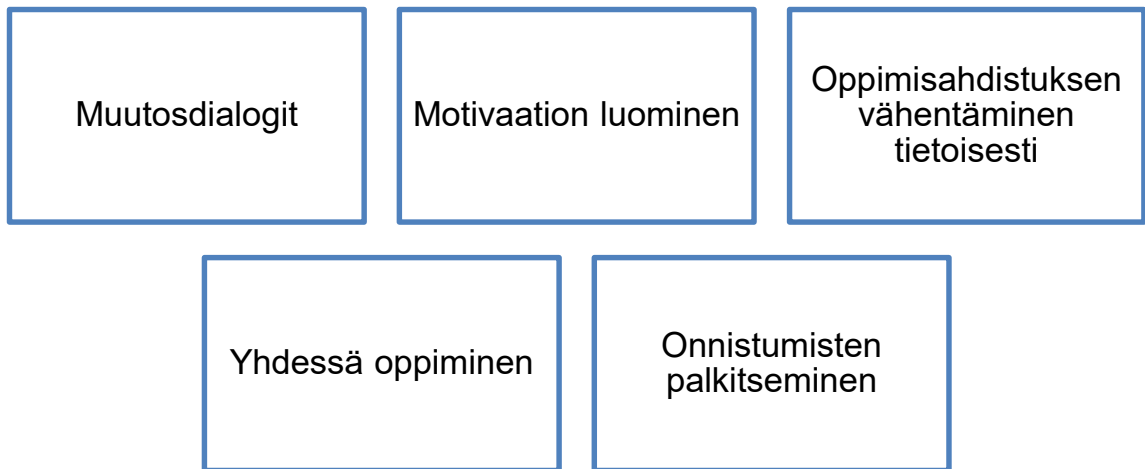 Muutosdialogit
Motivaation luominen
Oppimisahdistuksen
vähentäminen
tietoisesti
Yhdessä oppiminen
Onnistumisten
palkitseminen